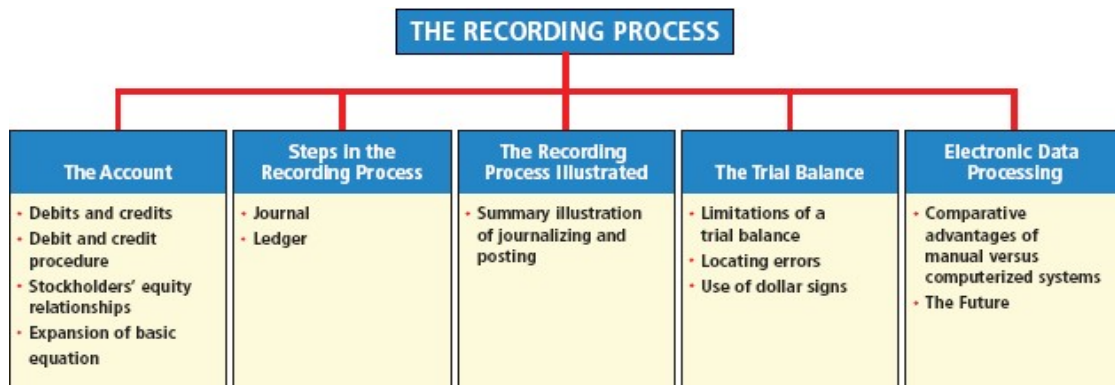 THE RECORDING PROCESS
The Account
• Debits and credits
• Debit and credit
procedure
• Stockholders' equity
relationships
• Expansion of basic
equation
Steps in the
Recording Process
• Journal
• Ledger
The Recording
Process Illustrated
• Summary illustration
of journalizing and
posting
The Trial Balance
• Limitations of a
trial balance
• Locating errors
• Use of dollar signs
Electronic Data
Processing
• Comparative
advantages of
manual versus
computerized systems
• The Future